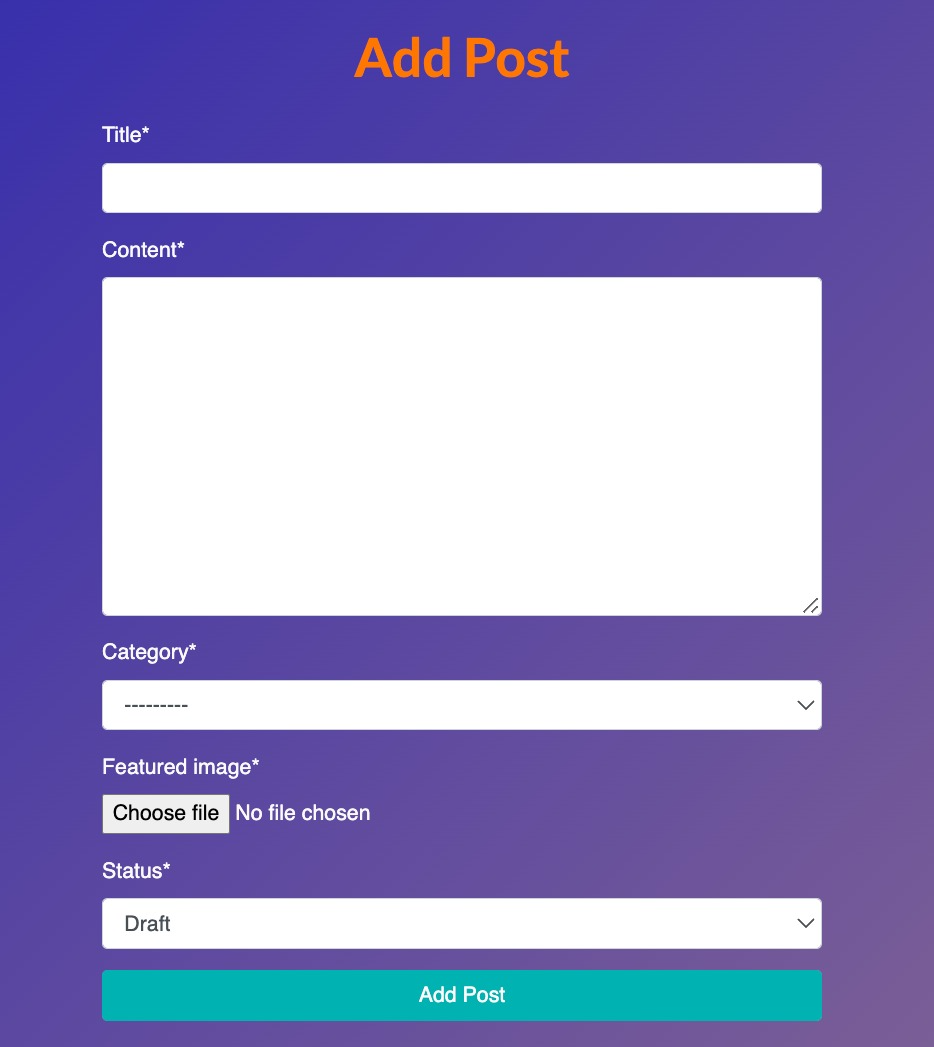 Add Post
Title*
Content*
Category*
---------
Featured image*
Choose file No file chosen
Status*
Draft
Add Post